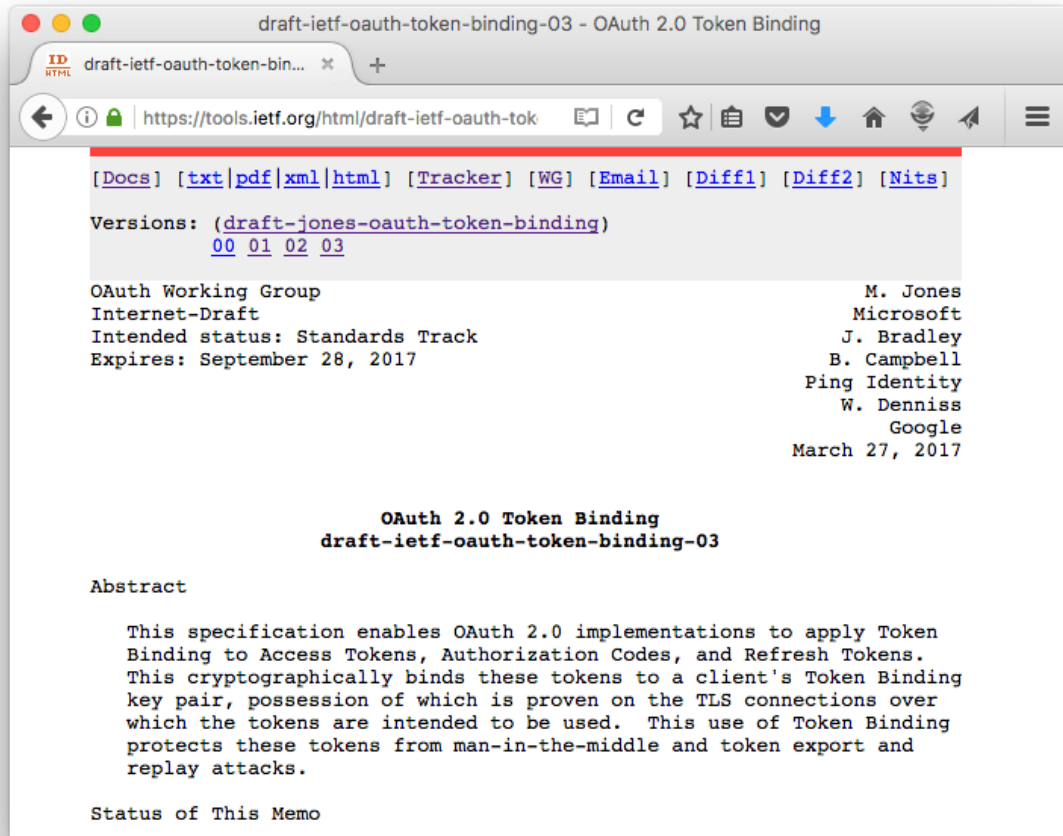 draft-ietf-oauth-token-binding-03 - OAuth 2.0 Token Binding
ID
HTML
draft-ietf-oauth-token-bin...
https://tools.ietf.org/html/draft-ietf-oauth-tok
[Docs] [txt|pdf|xml|html] [Tracker] [WG] [Email] [Diff1] [Diff2] [Nits]
Versions: (draft-jones-oauth-token-binding)
00 01 02 03
OAuth Working Group M. Jones
Internet-Draft Microsoft
Intended status: Standards Track J. Bradley
Expires: September 28, 2017 B. Campbell
Ping Identity
W. Denniss
Google
March 27, 2017
OAuth 2.0 Token Binding
draft-ietf-oauth-token-binding-03
Abstract
This specification enables OAuth 2.0 implementations to apply Token
Binding to Access Tokens, Authorization Codes, and Refresh Tokens.
This cryptographically binds these tokens to a client's Token Binding
key pair, possession of which is proven on the TLS connections over
which the tokens are intended to be used. This use of Token Binding
protects these tokens from man-in-the-middle and token export and
replay attacks.
Status of This Memo